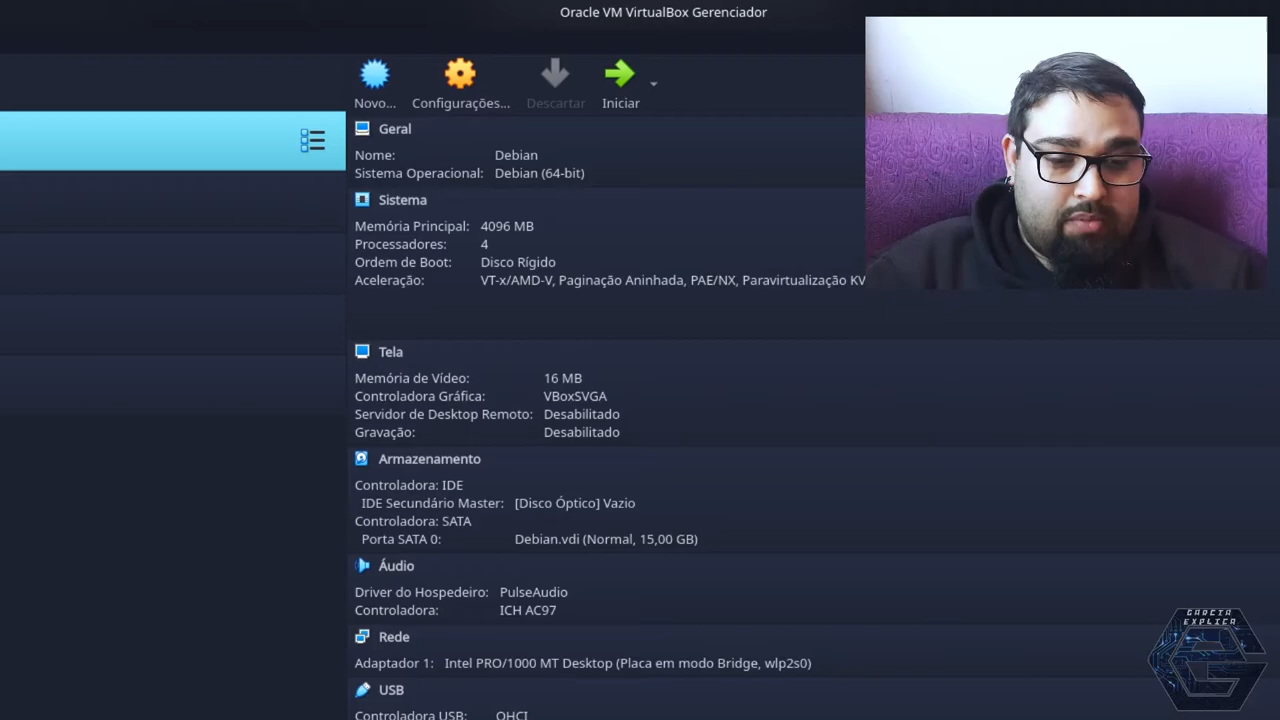 Oracle VM VirtualBox Gerenciador
Novo...
Configurações...
Descartar
Iniciar
Geral
Nome: Debian
Sistema Operacional: Debian (64-bit)
Sistema
Memória Principal: 4096 MB
Processadores: 4
Ordem de Boot: Disco Rígido
Aceleração: VT-x/AMD-V, Paginação Aninhada, PAE/NX, Paravirtualização KV
Tela
Memória de Vídeo: 16 MB
Controladora Gráfica: VBoxSVGA
Servidor de Desktop Remoto: Desabilitado
Gravação: Desabilitado
Armazenamento
Controladora: IDE
IDE Secundário Master: [Disco Óptico] Vazio
Controladora: SATA
Porta SATA 0: Debian.vdi (Normal, 15,00 GB)
Áudio
Driver do Hospedeiro: PulseAudio
Controladora: ICH AC97
Rede
Adaptador 1: Intel PRO/1000 MT Desktop (Placa em modo Bridge, wlp2s0)
USB
Controladora USB: OHCI
GARCIA
EXPLICA